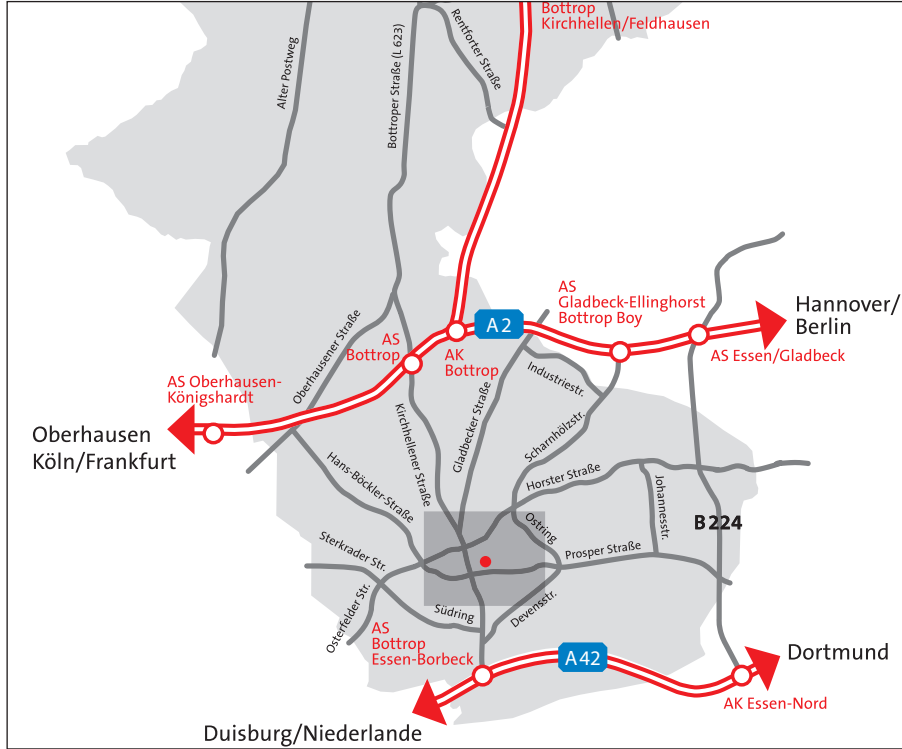 Bottrop
Kirchhellen/Feldhausen
Rentforter Straße
Bottroper Straße (L 623)
Alter Postweg
AS
Gladbeck-Ellinghorst
Bottrop Boy
Hannover/
Berlin
A 2
AS
Bottrop
AK
Bottrop
AS Essen/Gladbeck
Oberhausener Straße
AS Oberhausen-
Königshardt
Industriestr.
Oberhausen
Köln/Frankfurt
Kirchhellener Straße
Gladbecker Straße
Scharnhölzstr.
Hans-Böckler-Straße
Horster Straße
Johannesstr.
B 224
Ostring
Sterkrader Str.
Prosper Straße
Osterfelder Str.
Südring
Devensstr.
AS
Bottrop
Essen-Borbeck
A 42
Dortmund
AK Essen-Nord
Duisburg/Niederlande